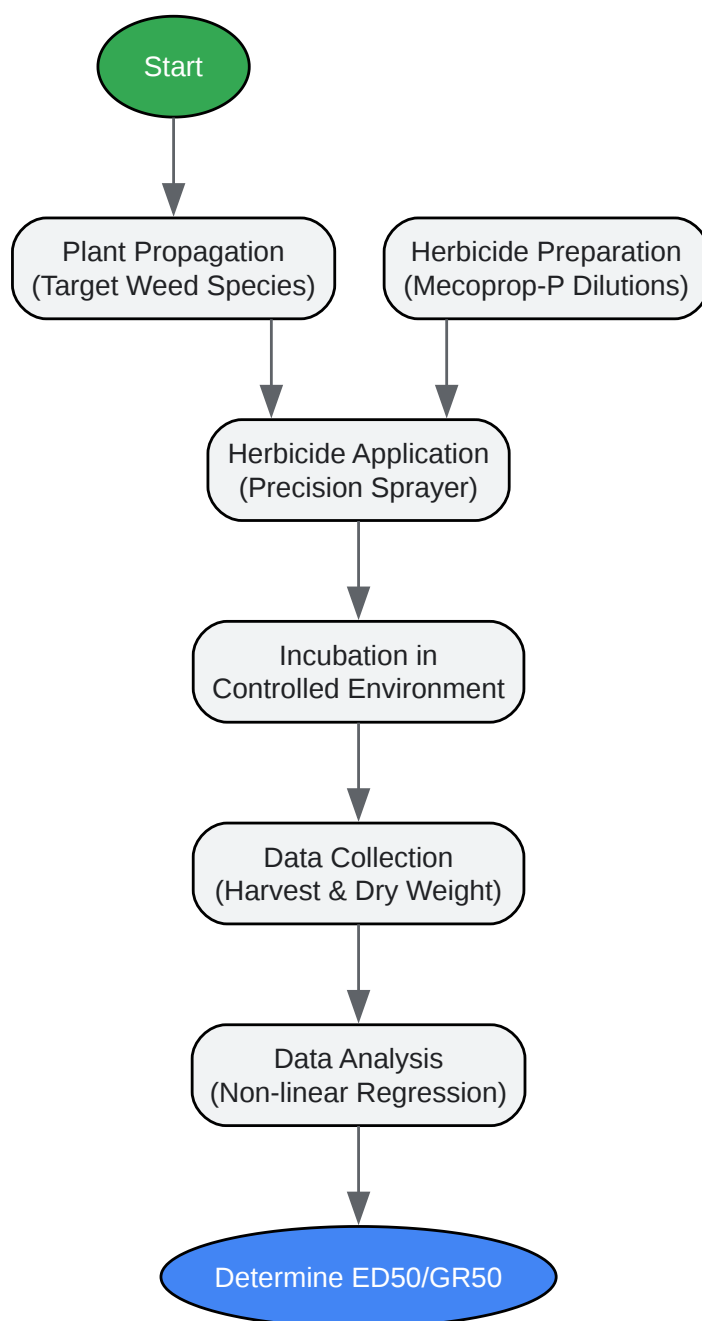 Start
Plant Propagation
(Target Weed Species)
Herbicide Preparation
(Mecoprop-P Dilutions)
Herbicide Application
(Precision Sprayer)
Incubation in
Controlled Environment
Data Collection
(Harvest & Dry Weight)
Data Analysis
(Non-linear Regression)
Determine ED50/GR50